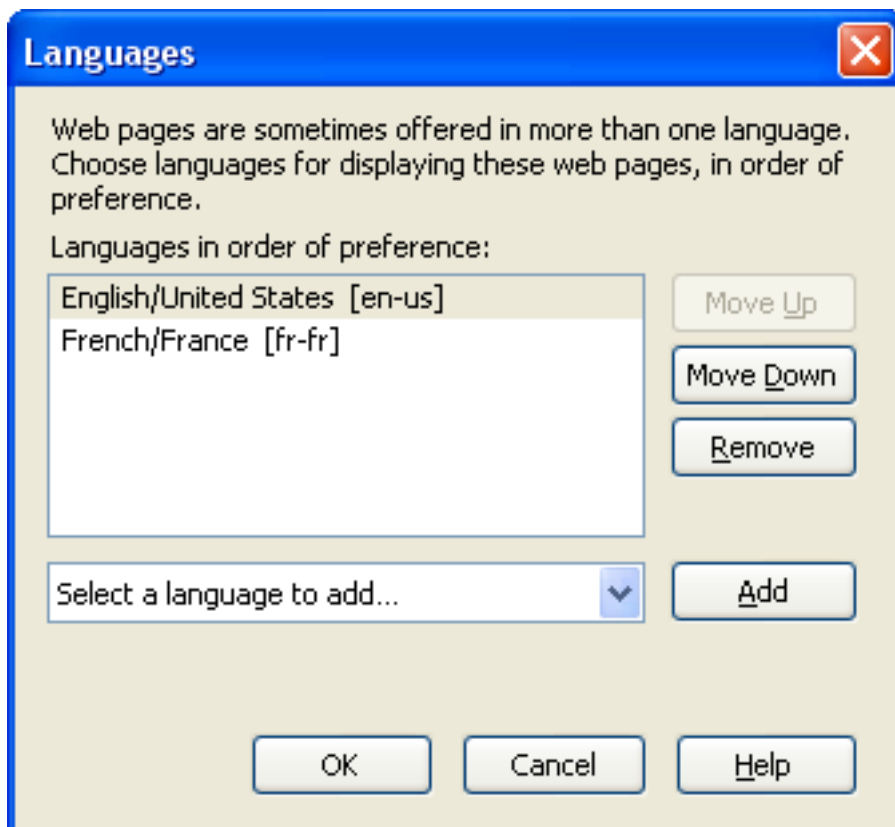 Languages
Web pages are sometimes offered in more than one language.
Choose languages for displaying these web pages, in order of
preference.
Languages in order of preference:
English/United States [en-us]
French/France [fr-fr]
Move Up
Move Down
Remove
Select a language to add...
Add
OK
Cancel
Help